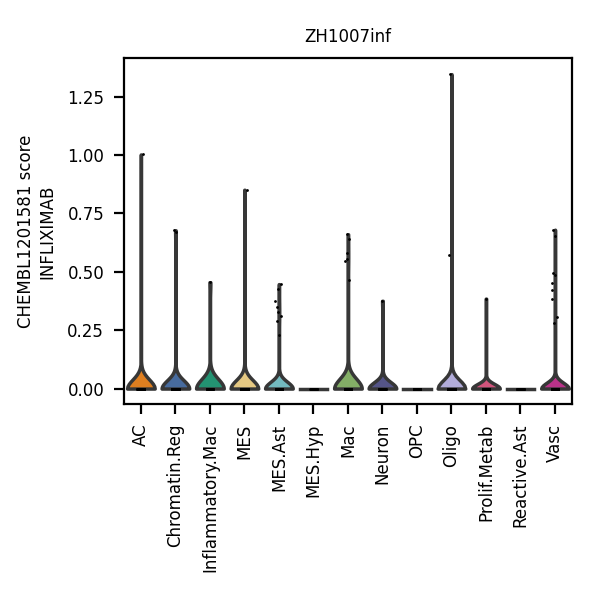 ZH1007inf
CHEMBL1201581 score
INFLIXIMAB
1.25
1.00
0.75
0.50
0.25
0.00
AC
Chromatin.Reg
Inflammatory.Mac
MES
MES.Ast
MES.Hyp
Mac
Neuron
OPC
Oligo
Prolif.Metab
Reactive.Ast
Vasc